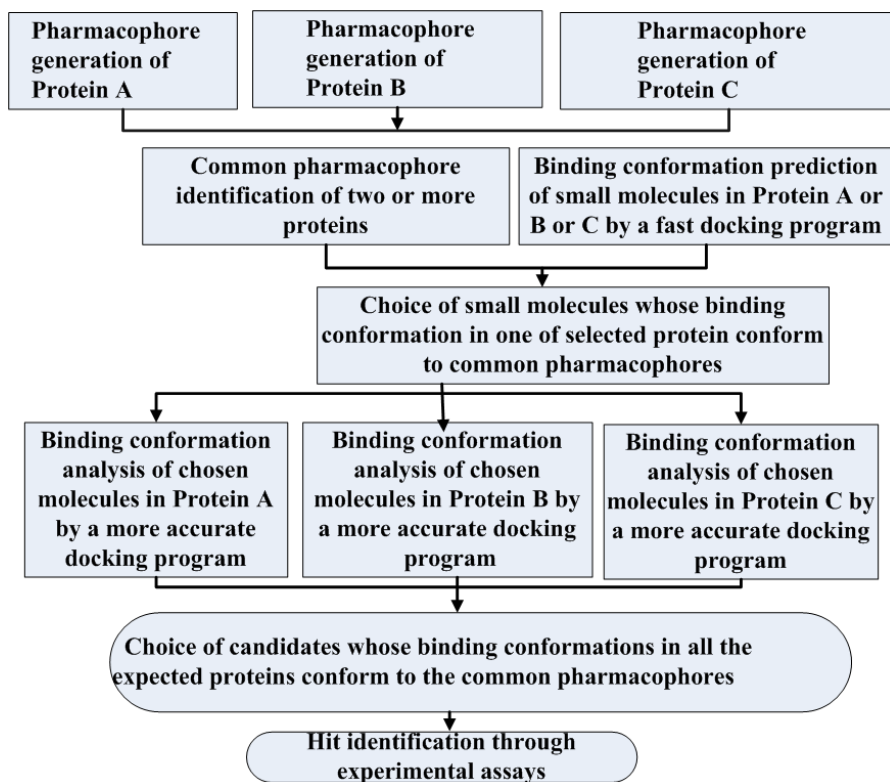 Pharmacophore
generation of
Protein A
Pharmacophore
generation of
Protein B
Pharmacophore
generation of
Protein C
Common pharmacophore
identification of two or more
proteins
Binding conformation prediction
of small molecules in Protein A or
B or C by a fast docking program
Choice of small molecules whose binding
conformation in one of selected protein conform
to common pharmacophores
Binding conformation
analysis of chosen
molecules in Protein A
by a more accurate
docking program
Binding conformation
analysis of chosen
molecules in Protein B by
a more accurate docking
program
Binding conformation
analysis of chosen
molecules in Protein C by
a more accurate docking
program
Choice of candidates whose binding conformations in all the
expected proteins conform to the common pharmacophores
Hit identification through
experimental assays